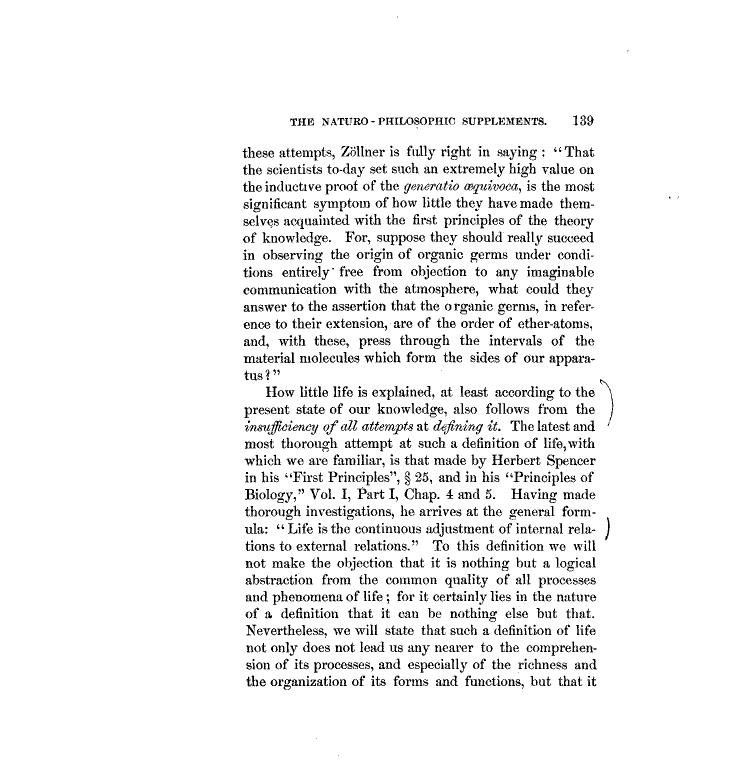 THE NATURO-PHILOSOPHIC SUPPLEMENTS. 139
these attempts, Zöllner is fully right in saying : “That
the scientists to-day set such an extremely high value on
the inductive proof of the generatio æquivoca, is the most
significant symptom of how little they have made them-
selves acquainted with the first principles of the theory
of knowledge. For, suppose they should really succeed
in observing the origin of organic germs under condi-
tions entirely free from objection to any imaginable
communication with the atmosphere, what could they
answer to the assertion that the organic germs, in refer-
ence to their extension, are of the order of ether-atoms,
and, with these, press through the intervals of the
material molecules which form the sides of our appara-
tus?”
How little life is explained, at least according to the
present state of our knowledge, also follows from the
insufficiency of all attempts at defining it. The latest and
most thorough attempt at such a definition of life, with
which we are familiar, is that made by Herbert Spencer
in his “First Principles”, § 25, and in his “Principles of
Biology,” Vol. I, Part I, Chap. 4 and 5. Having made
thorough investigations, he arrives at the general form-
ula: “Life is the continuous adjustment of internal rela-
tions to external relations.” To this definition we will
not make the objection that it is nothing but a logical
abstraction from the common quality of all processes
and phenomena of life ; for it certainly lies in the nature
of a definition that it can be nothing else but that.
Nevertheless, we will state that such a definition of life
not only does not lead us any nearer to the comprehen-
sion of its processes, and especially of the richness and
the organization of its forms and functions, but that it